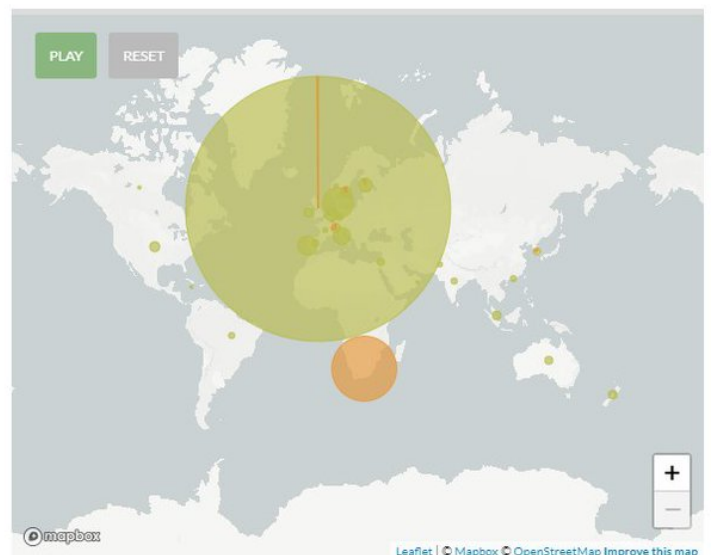 PLAY RESET
+
−
mapbox
Leaflet | © Mapbox © OpenStreetMap Improve this map